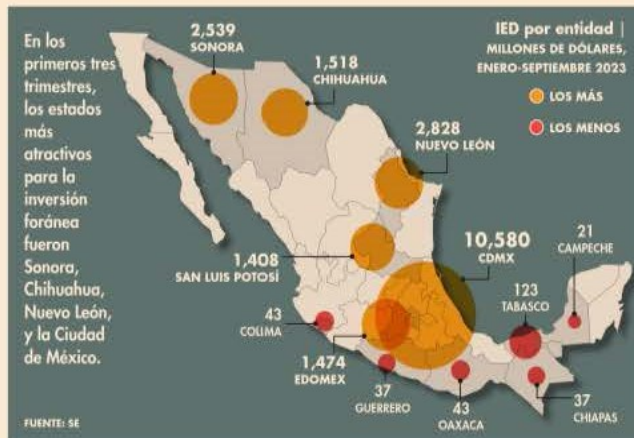 En los
primeros tres
trimestres,
los estados
más
atractivos
para la
inversión
foránea
fueron
Sonora,
Chihuahua,
Nuevo León,
y la Ciudad
de México.
IED por entidad |
MILLONES DE DÓLARES,
ENERO-SEPTIEMBRE 2023
LOS MÁS
LOS MENOS
2,539
SONORA
1,518
CHIHUAHUA
2,828
NUEVO LEÓN
1,408
SAN LUIS POTOSÍ
10,580
CDMX
21
CAMPECHE
123
TABASCO
43
COLIMA
1,474
EDOMEX
37
GUERRERO
43
OAXACA
37
CHIAPAS
FUENTE: SE